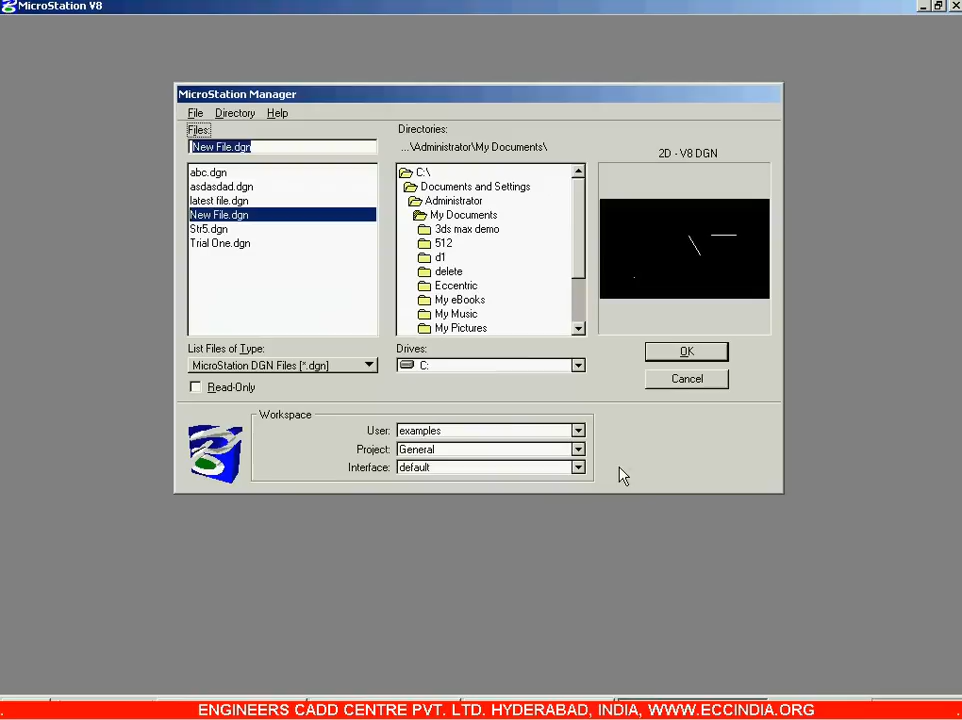 MicroStation V8
MicroStation Manager
File Directory Help
Files:
New File.dgn
abc.dgn
asdasdad.dgn
latest file.dgn
New File.dgn
Str5.dgn
Trial One.dgn
List Files of Type:
MicroStation DGN Files [*.dgn]
Read-Only
Directories:
...\Administrator\My Documents\
C:\
Documents and Settings
Administrator
My Documents
3ds max demo
512
d1
delete
Eccentric
My eBooks
My Music
My Pictures
Drives:
C:
2D - V8 DGN
OK
Cancel
Workspace
User: examples
Project: General
Interface: default
. ENGINEERS CADD CENTRE PVT. LTD. HYDERABAD, INDIA, WWW.ECCINDIA.ORG .